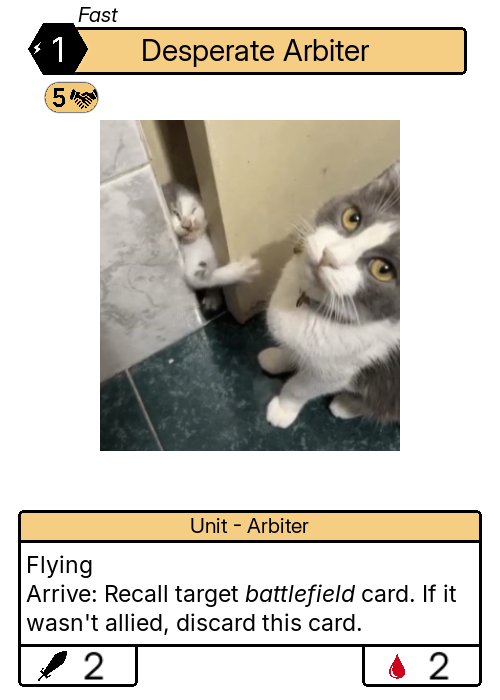 Fast
1
Desperate Arbiter
5
Unit - Arbiter
Flying
Arrive: Recall target battlefield card. If it
wasn't allied, discard this card.
2
2